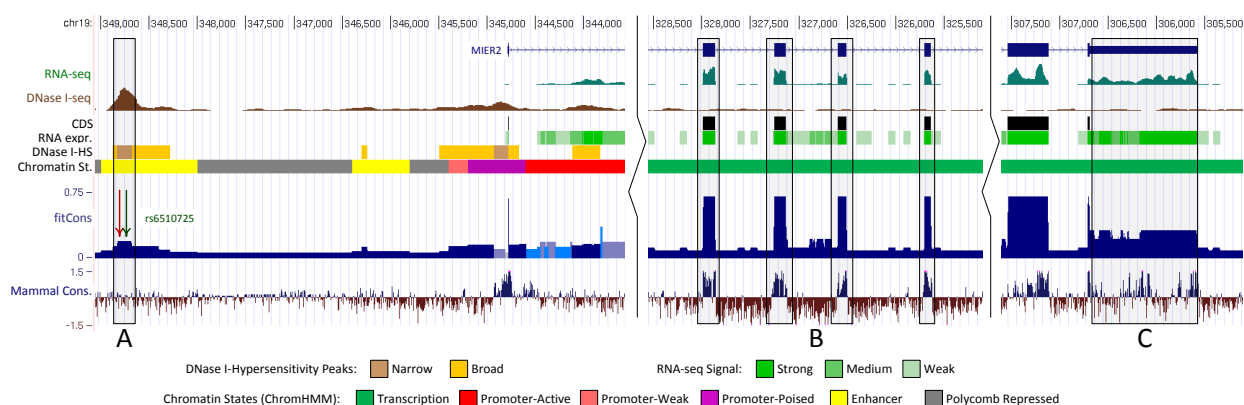 chr19: 349,000 348,500 348,000 347,500 347,000 346,500 346,000 345,500 345,000 344,500 344,000 328,500 328,000 327,500 327,000 326,500 326,000 325,500 307,500 307,000 306,500 306,000 305,500
MIER2
RNA-seq
DNase I-seq
CDS
RNA expr.
DNase I-HS
Chromatin St.
0.75
fitCons
rs6510725
0
1.5
Mammal Cons.
-1.5
A B C
DNase I-Hypersensitivity Peaks: Narrow Broad RNA-seq Signal: Strong Medium Weak
Chromatin States (ChromHMM): Transcription Promoter-Active Promoter-Weak Promoter-Poised Enhancer Polycomb Repressed